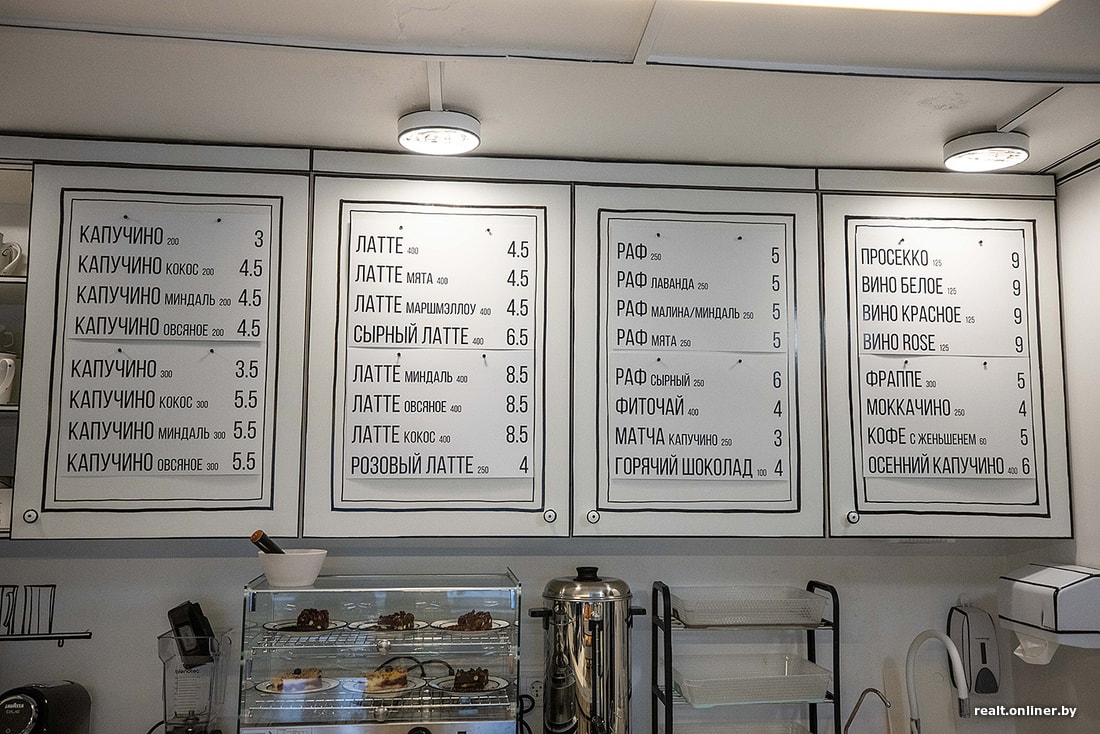 КАПУЧИНО 200 3
КАПУЧИНО КОКОС 200 4.5
КАПУЧИНО МИНДАЛЬ 200 4.5
КАПУЧИНО ОВСЯНОЕ 200 4.5
КАПУЧИНО 300 3.5
КАПУЧИНО КОКОС 300 5.5
КАПУЧИНО МИНДАЛЬ 300 5.5
КАПУЧИНО ОВСЯНОЕ 300 5.5
ЛАТТЕ 400 4.5
ЛАТТЕ МЯТА 400 4.5
ЛАТТЕ МАРШМЭЛЛОУ 400 4.5
СЫРНЫЙ ЛАТТЕ 400 6.5
ЛАТТЕ МИНДАЛЬ 400 8.5
ЛАТТЕ ОВСЯНОЕ 400 8.5
ЛАТТЕ КОКОС 400 8.5
РОЗОВЫЙ ЛАТТЕ 250 4
РАФ 250 5
РАФ ЛАВАНДА 250 5
РАФ МАЛИНА/МИНДАЛЬ 250 5
РАФ МЯТА 250 5
РАФ СЫРНЫЙ 250 6
ФИТОЧАЙ 400 4
МАТЧА КАПУЧИНО 250 3
ГОРЯЧИЙ ШОКОЛАД 100 4
ПРОСЕККО 125 9
ВИНО БЕЛОЕ 125 9
ВИНО КРАСНОЕ 125 9
ВИНО ROSE 125 9
ФРАППЕ 300 5
МОККАЧИНО 250 4
КОФЕ С ЖЕНЬШЕНЕМ 60 5
ОСЕННИЙ КАПУЧИНО 400 6
LAVAZZA
realt.onliner.by